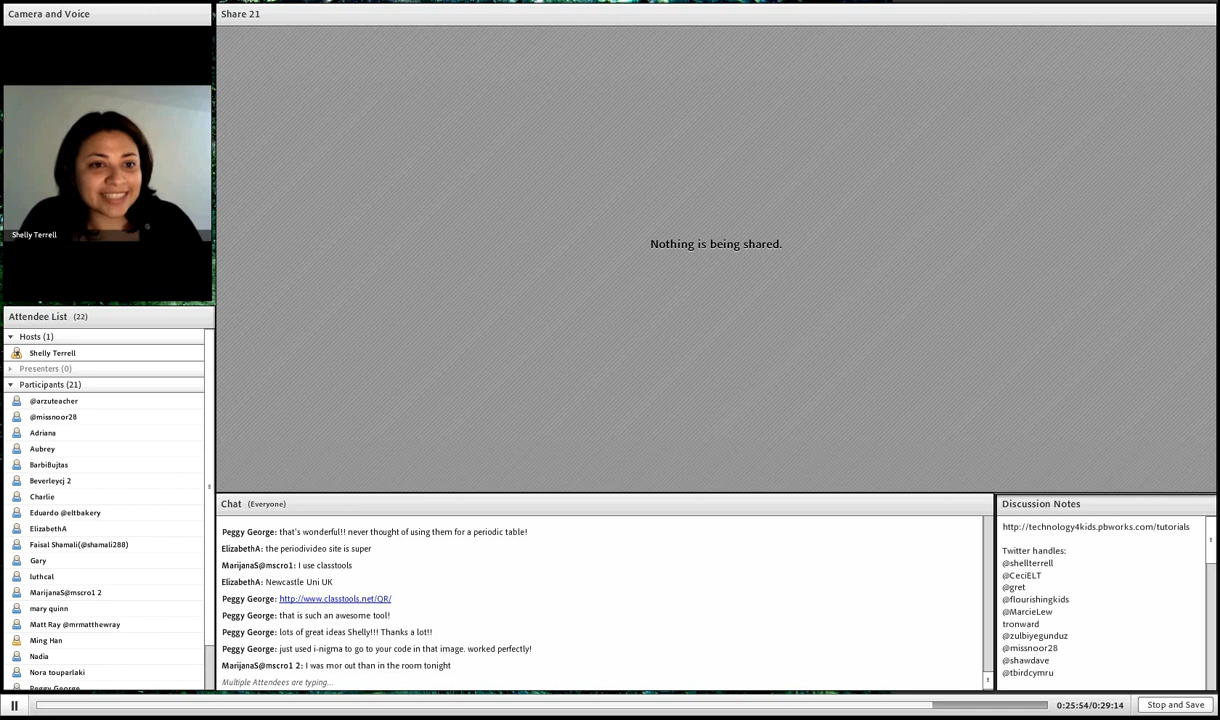 Camera and Voice
Share 21
Shelly Terrell
Nothing is being shared.
Attendee List (22)
Hosts (1)
Shelly Terrell
Presenters (0)
Participants (21)
@arzuteacher
@missnoor28
Adriana
Aubrey
BarbiBujtas
Beverleycj 2
Charlie
Eduardo @eltbakery
ElizabethA
Faisal Shamali(@shamali288)
Gary
luthcal
MarijanaS@mscro1 2
mary quinn
Matt Ray @mrmatthewray
Ming Han
Nadia
Nora touparlaki
Peggy George
Chat (Everyone)
Peggy George: that's wonderful!! never thought of using them for a periodic table!
ElizabethA: the periodivideo site is super
MarijanaS@mscro1: I use classtools
ElizabethA: Newcastle Uni UK
Peggy George: http://www.classtools.net/QR/
Peggy George: that is such an awesome tool!
Peggy George: lots of great ideas Shelly!!! Thanks a lot!!
Peggy George: just used i-nigma to go to your code in that image. worked perfectly!
MarijanaS@mscro1 2: I was mor out than in the room tonight
Multiple Attendees are typing...
Discussion Notes
http://technology4kids.pbworks.com/tutorials
Twitter handles:
@shellterrell
@CeciELT
@gret
@flourishingkids
@MarcieLew
tronward
@zulbiyegunduz
@missnoor28
@shawdave
@tbirdcymru
0:25:54/0:29:14
Stop and Save